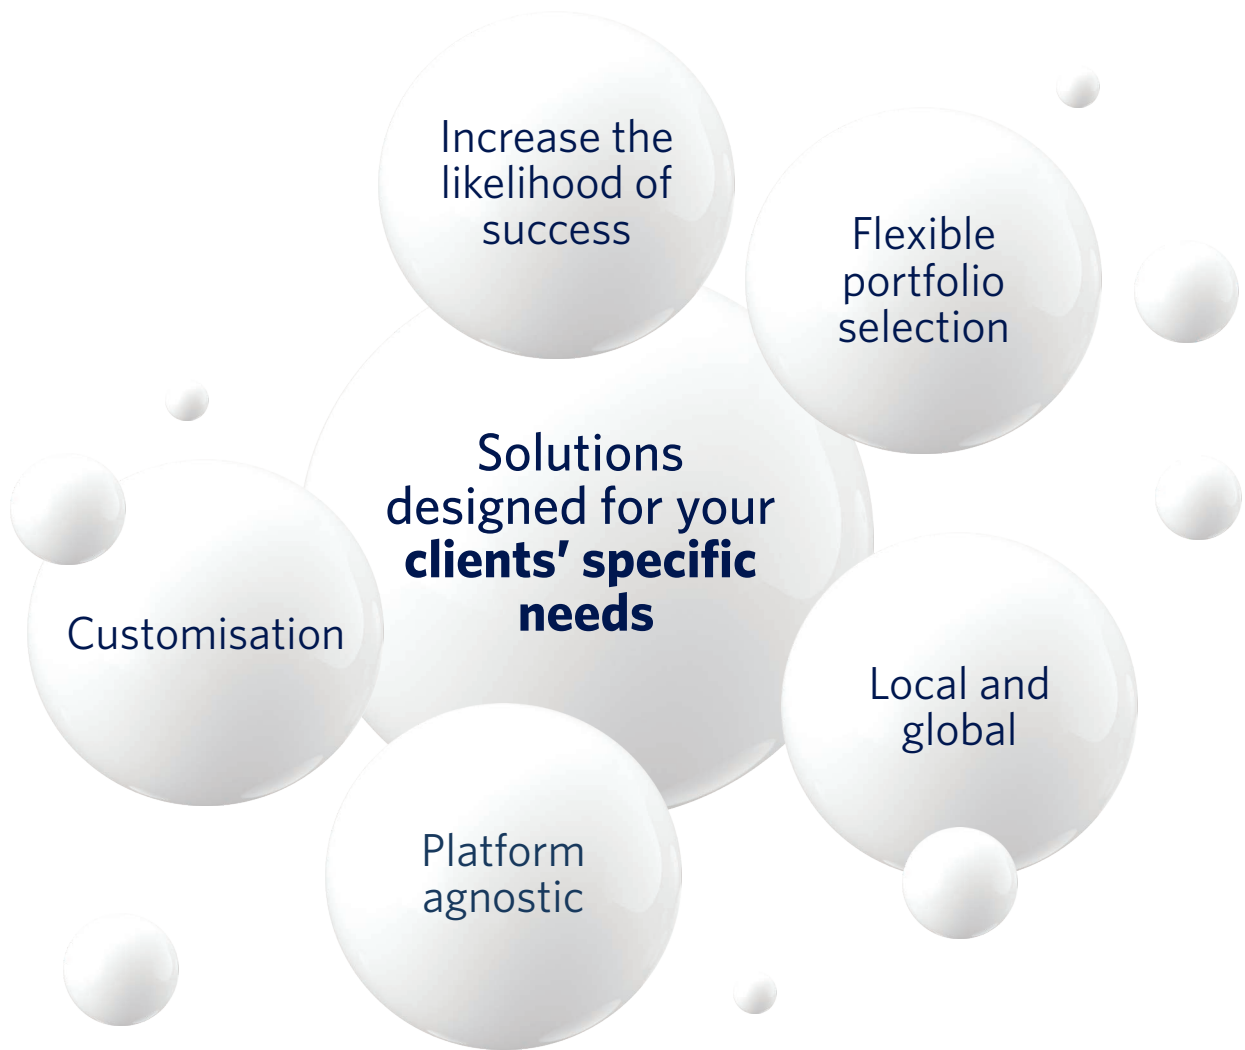 Increase the
likelihood of
success
Flexible
portfolio
selection
Solutions
designed for your
clients’ specific
needs
Customisation
Local and
global
Platform
agnostic